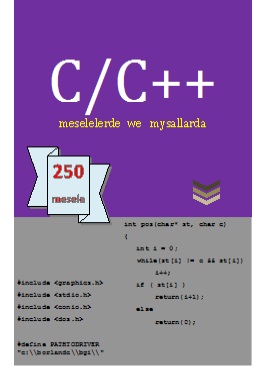 C/C++
meselelerde we mysallarda
250
mesele
int pos(char* st, char c)
{
int i = 0;
while(st[i] != c && st[i])
i++;
if ( st[i] )
return(i+1);
else
return(0);
#include <graphics.h>
#include <stdio.h>
#include <conio.h>
#include <dos.h>
#define PATHTODRIVER
"c:\\borlandc\\bgi\\"